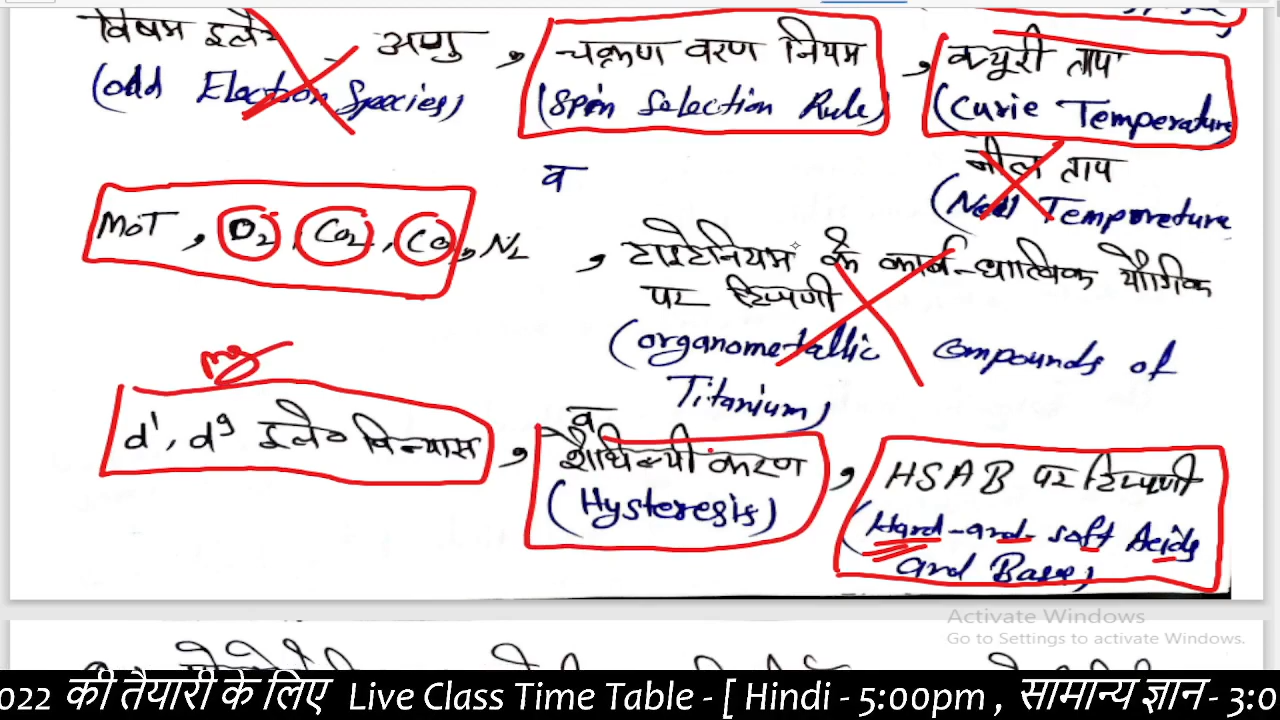 विषम इले अणु , चक्रण वरण नियम , क्यूरी ताप
(odd Electron Species) (Spin Selection Rule) (Curie Temperature
व नील ताप
(Neel Temperature
MOT , O2 , CO2 , CO , N2 , टाइटेनियम के कार्ब-धात्विक यौगिक
पर टिप्पणी
(organometallic compounds of
Titanium)
d¹, d⁹ इले० विन्यास , व
शैथिल्यीकरण , HSAB पर टिप्पणी
(Hysteresis) (Hard-and-soft Acids
and Bases)
Activate Windows
Go to Settings to activate Windows.
022 की तैयारी के लिए Live Class Time Table - [ Hindi - 5:00pm , सामान्य ज्ञान - 3:0